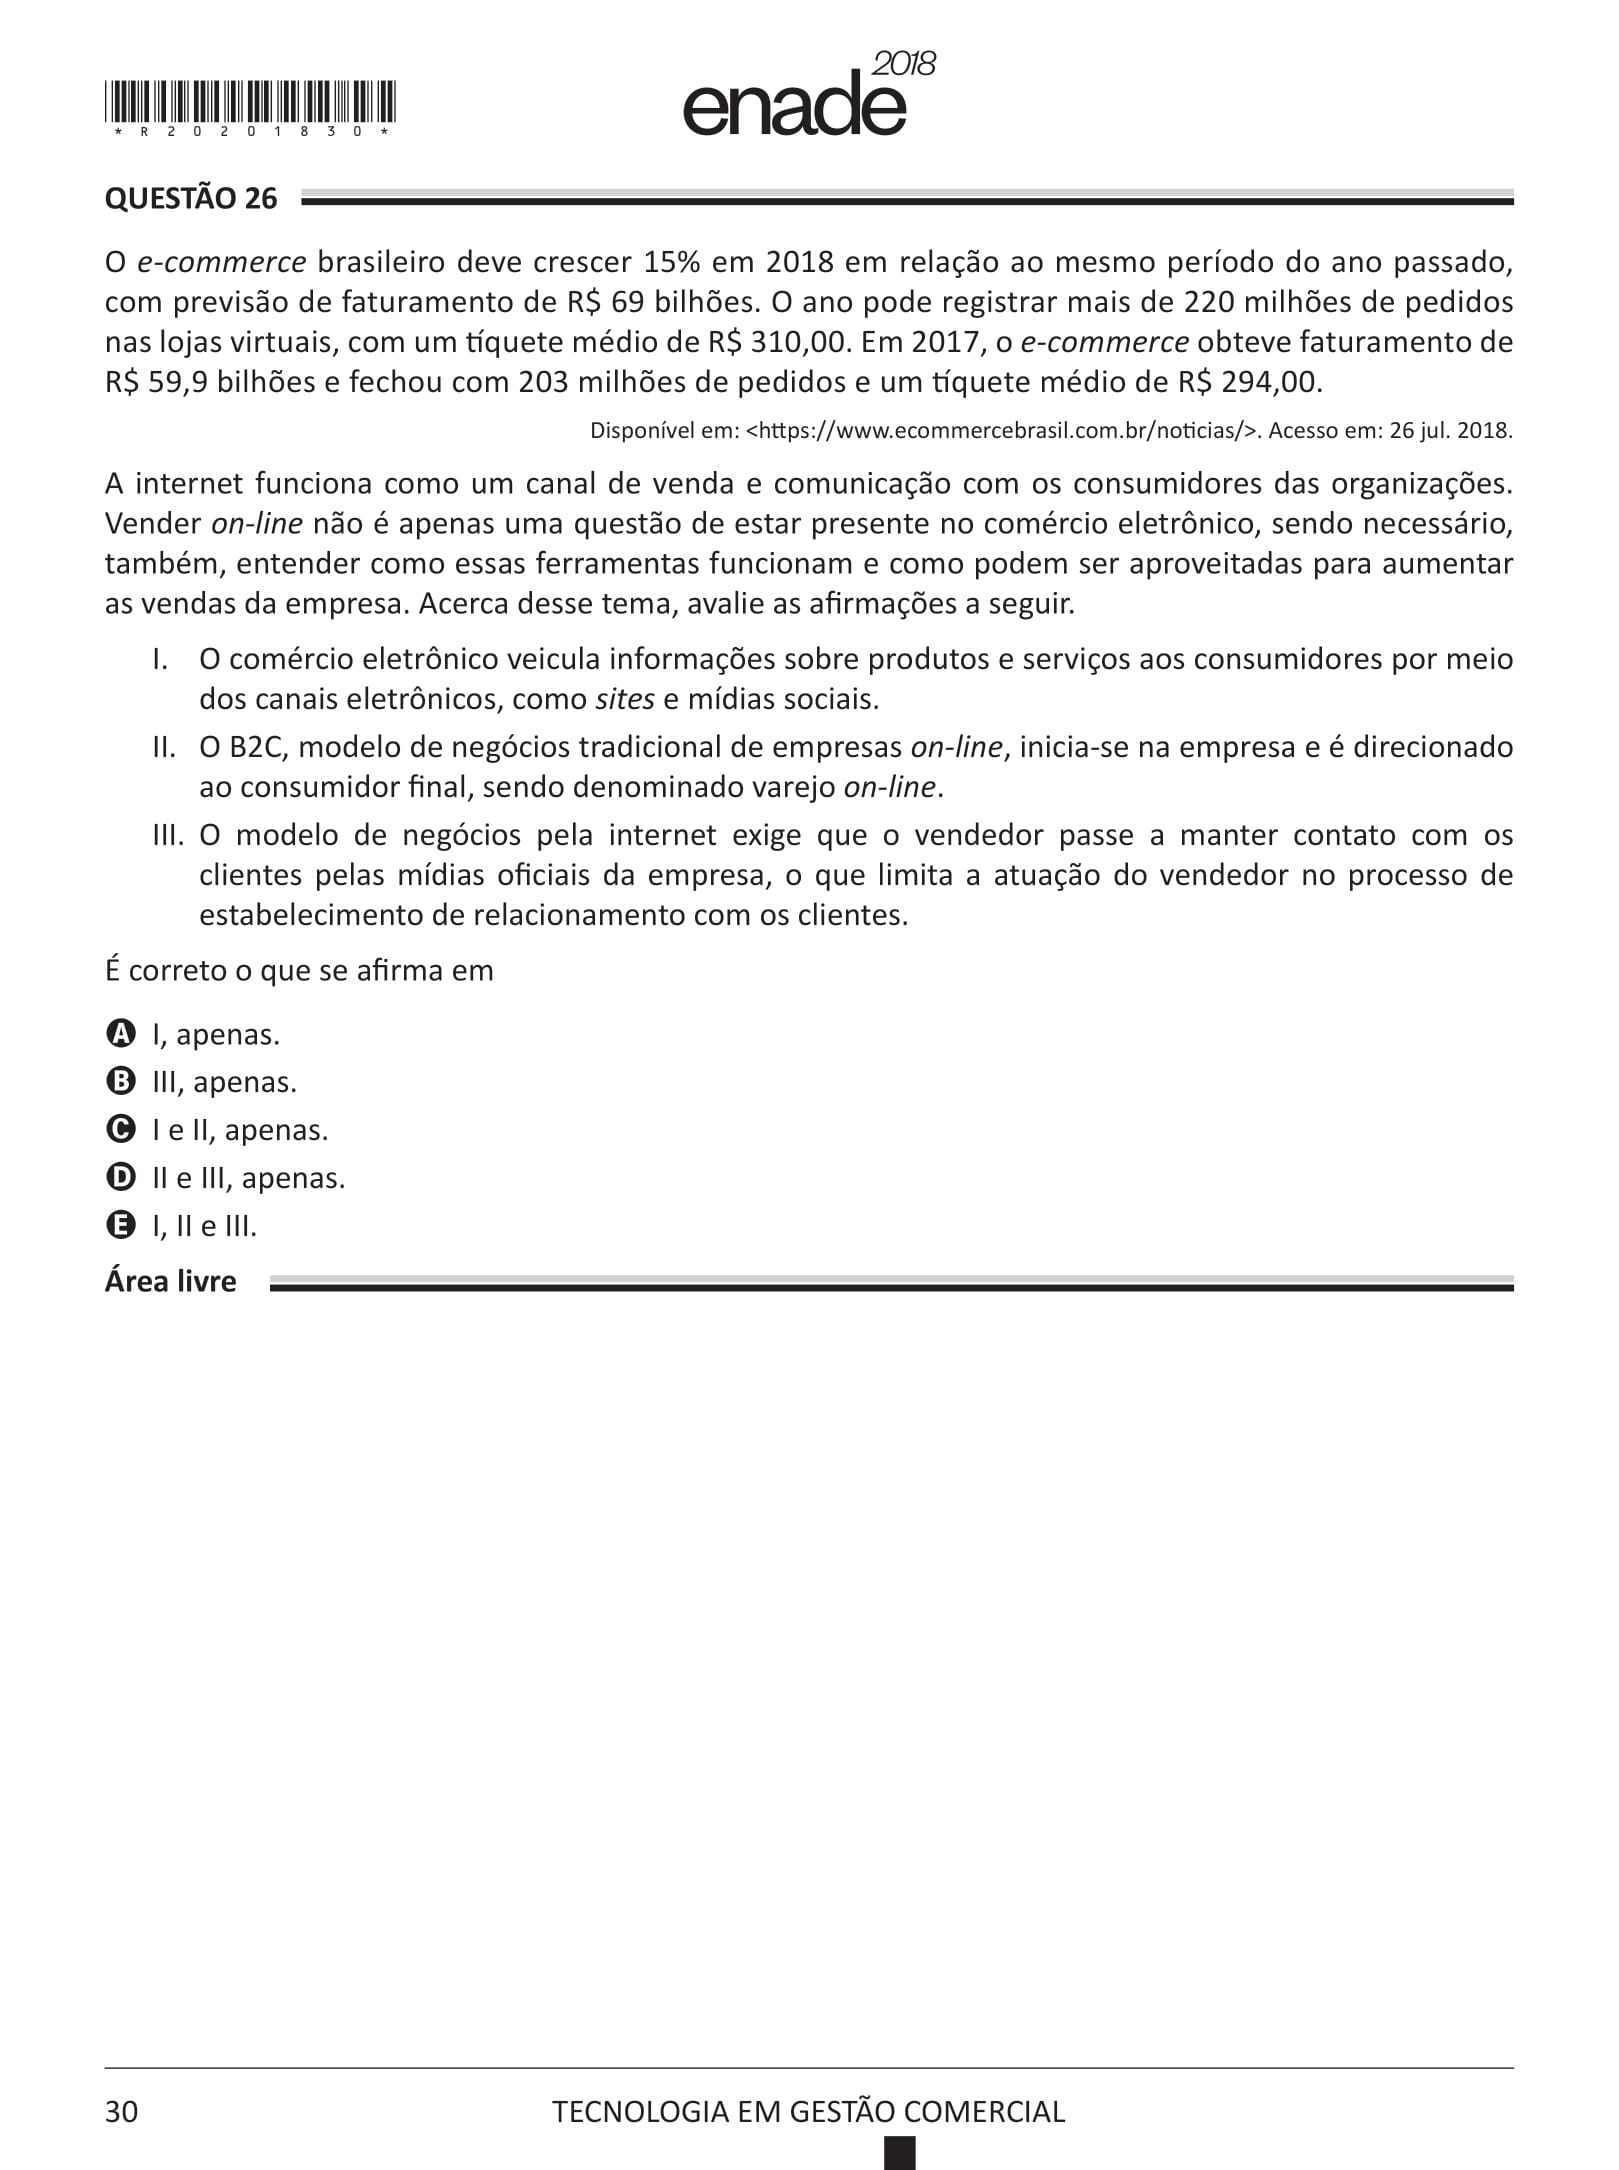 2018
enade
* R 2 0 2 0 1 8 3 0 *
QUESTÃO 26
O e-commerce brasileiro deve crescer 15% em 2018 em relação ao mesmo período do ano passado,
com previsão de faturamento de R$ 69 bilhões. O ano pode registrar mais de 220 milhões de pedidos
nas lojas virtuais, com um tíquete médio de R$ 310,00. Em 2017, o e-commerce obteve faturamento de
R$ 59,9 bilhões e fechou com 203 milhões de pedidos e um tíquete médio de R$ 294,00.
Disponível em: <https://www.ecommercebrasil.com.br/noticias/>. Acesso em: 26 jul. 2018.
A internet funciona como um canal de venda e comunicação com os consumidores das organizações.
Vender on-line não é apenas uma questão de estar presente no comércio eletrônico, sendo necessário,
também, entender como essas ferramentas funcionam e como podem ser aproveitadas para aumentar
as vendas da empresa. Acerca desse tema, avalie as afirmações a seguir.
I. O comércio eletrônico veicula informações sobre produtos e serviços aos consumidores por meio
dos canais eletrônicos, como sites e mídias sociais.
II. O B2C, modelo de negócios tradicional de empresas on-line, inicia-se na empresa e é direcionado
ao consumidor final, sendo denominado varejo on-line.
III. O modelo de negócios pela internet exige que o vendedor passe a manter contato com os
clientes pelas mídias oficiais da empresa, o que limita a atuação do vendedor no processo de
estabelecimento de relacionamento com os clientes.
É correto o que se afirma em
A I, apenas.
B III, apenas.
C I e II, apenas.
D II e III, apenas.
E I, II e III.
Área livre
30
TECNOLOGIA EM GESTÃO COMERCIAL